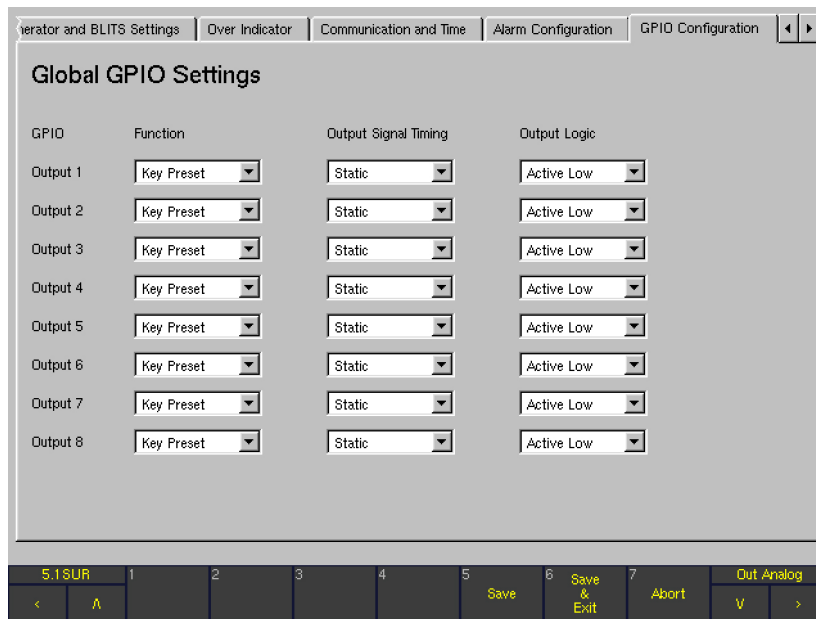 nerator and BLITS Settings Over Indicator Communication and Time Alarm Configuration GPIO Configuration
Global GPIO Settings
GPIO Function Output Signal Timing Output Logic
Output 1 Key Preset Static Active Low
Output 2 Key Preset Static Active Low
Output 3 Key Preset Static Active Low
Output 4 Key Preset Static Active Low
Output 5 Key Preset Static Active Low
Output 6 Key Preset Static Active Low
Output 7 Key Preset Static Active Low
Output 8 Key Preset Static Active Low
5.1SUR 1 2 3 4 5 Save 6 Save & Exit 7 Abort Out Analog
< Λ V >